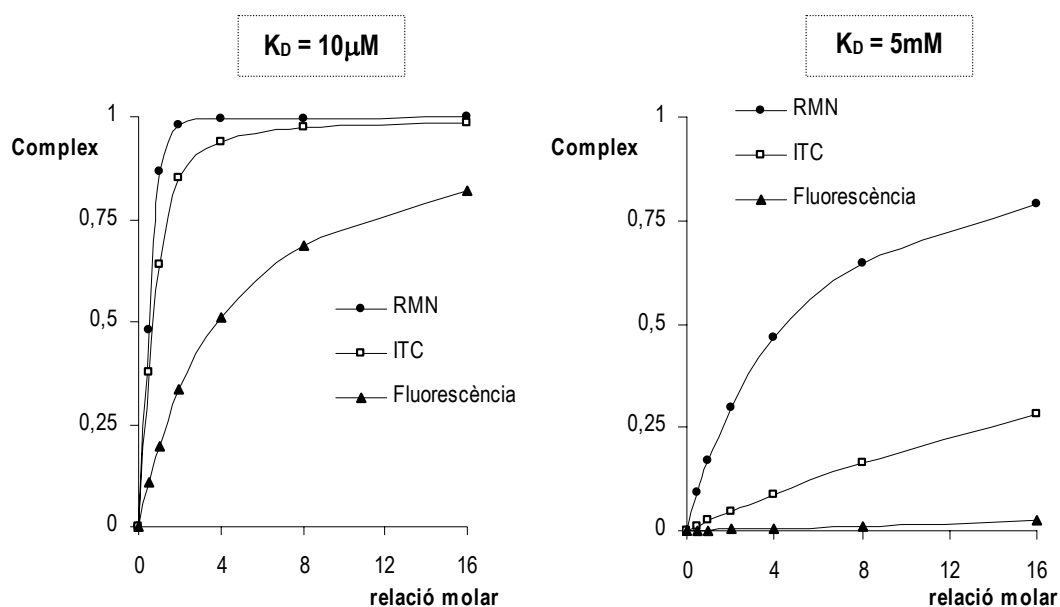 K_D = 10μM
Complex
1
0,75
0,5
0,25
0
RMN
ITC
Fluorescència
0 4 8 12 16
relació molar
K_D = 5mM
Complex
1
0,75
0,5
0,25
0
RMN
ITC
Fluorescència
0 4 8 12 16
relació molar